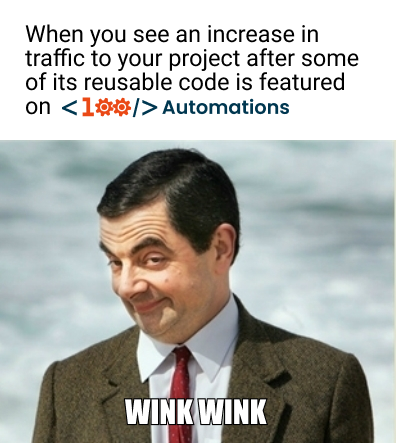 When you see an increase in
traffic to your project after some
of its reusable code is featured
on <100/> Automations
WINK WINK